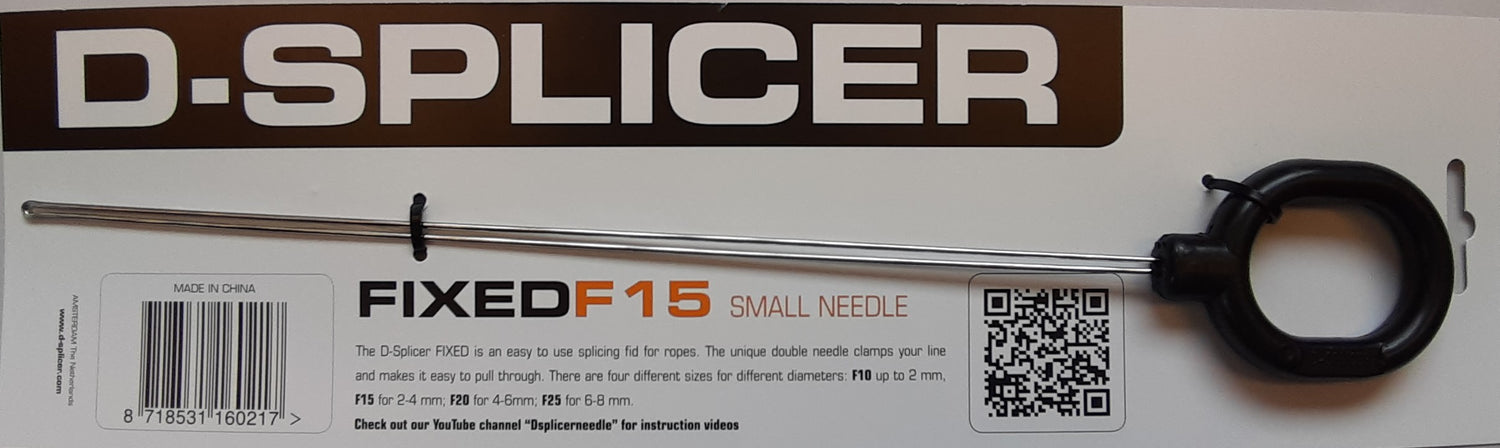 D-SPLICER
MADE IN CHINA
8 718531 160217 >
AMSTERDAM The Netherlands
www.d-splicer.com
FIXEDF15 SMALL NEEDLE
The D-Splicer FIXED is an easy to use splicing fid for ropes. The unique double needle clamps your line
and makes it easy to pull through. There are four different sizes for different diameters: F10 up to 2 mm,
F15 for 2-4 mm; F20 for 4-6mm; F25 for 6-8 mm.
Check out our YouTube channel “Dsplicerneedle” for instruction videos